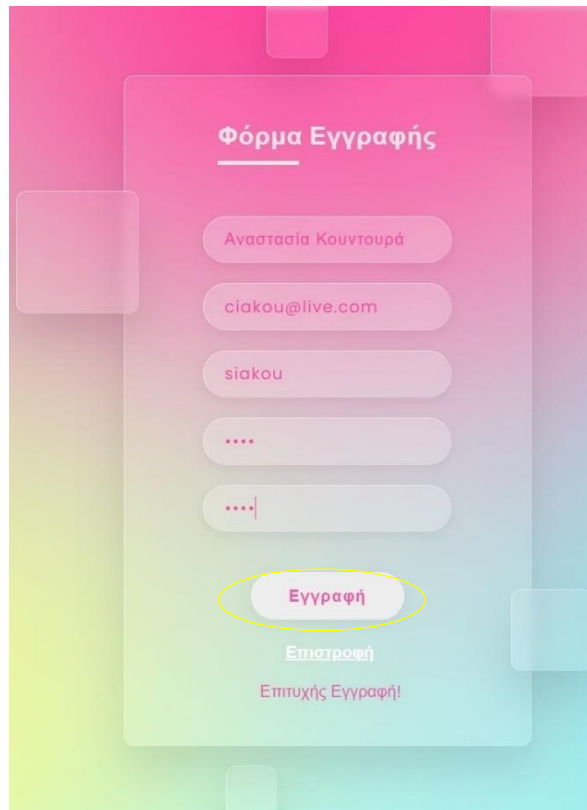 Φόρμα Εγγραφής
Αναστασία Κουντουρά
ciakou@live.com
siakou
••••
••••
Εγγραφή
Επιστροφή
Επιτυχής Εγγραφή!